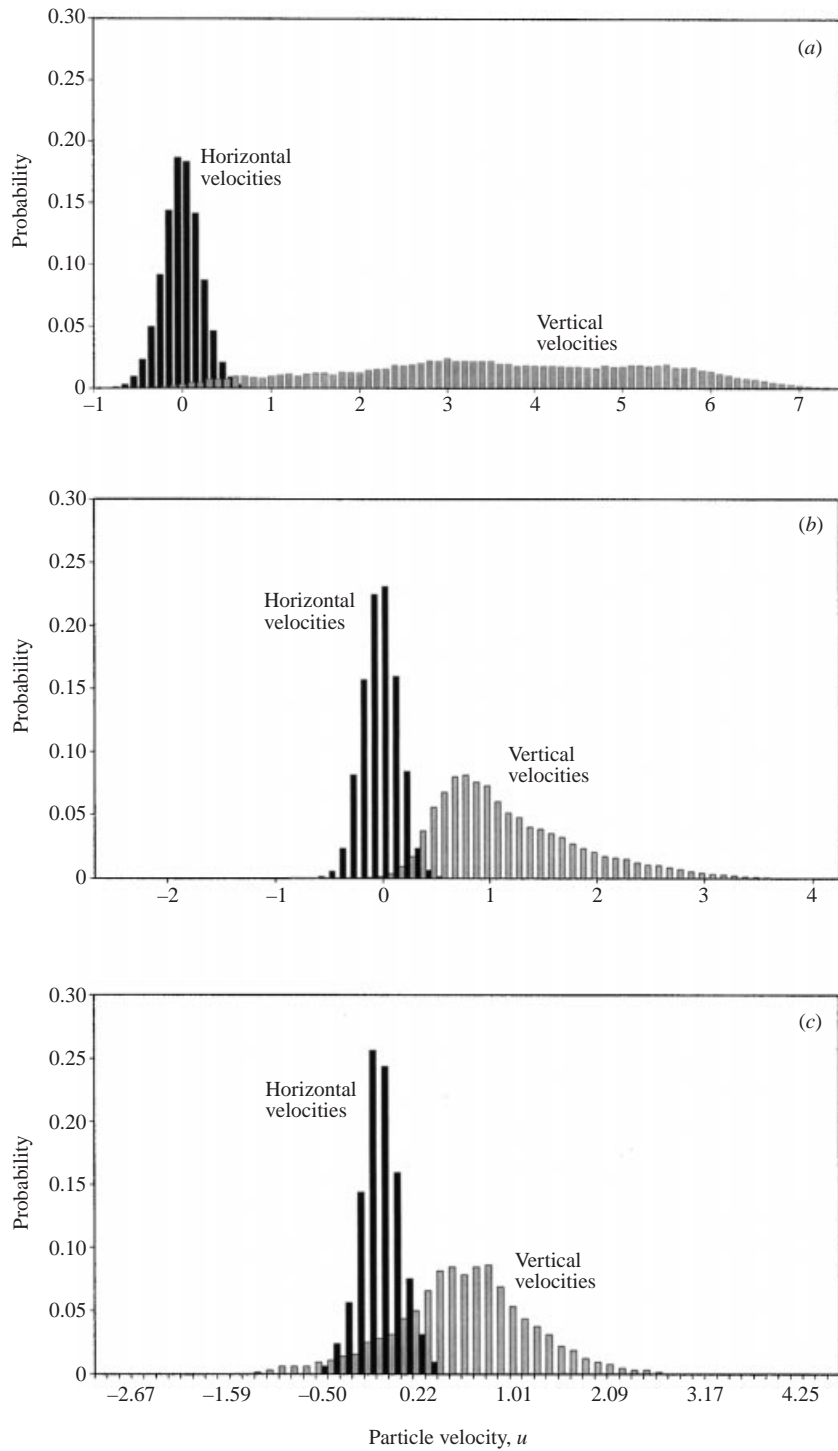 0.30
(a)
0.25
0.20
Horizontal
velocities
Probability
0.15
0.10
Vertical
velocities
0.05
0
–1 0 1 2 3 4 5 6 7
0.30
(b)
0.25
Horizontal
velocities
0.20
Probability
0.15
Vertical
velocities
0.10
0.05
0
–2 –1 0 1 2 3 4
0.30
(c)
0.25
Horizontal
velocities
0.20
Probability
0.15
0.10
Vertical
velocities
0.05
0
–2.67 –1.59 –0.50 0.22 1.01 2.09 3.17 4.25
Particle velocity, u